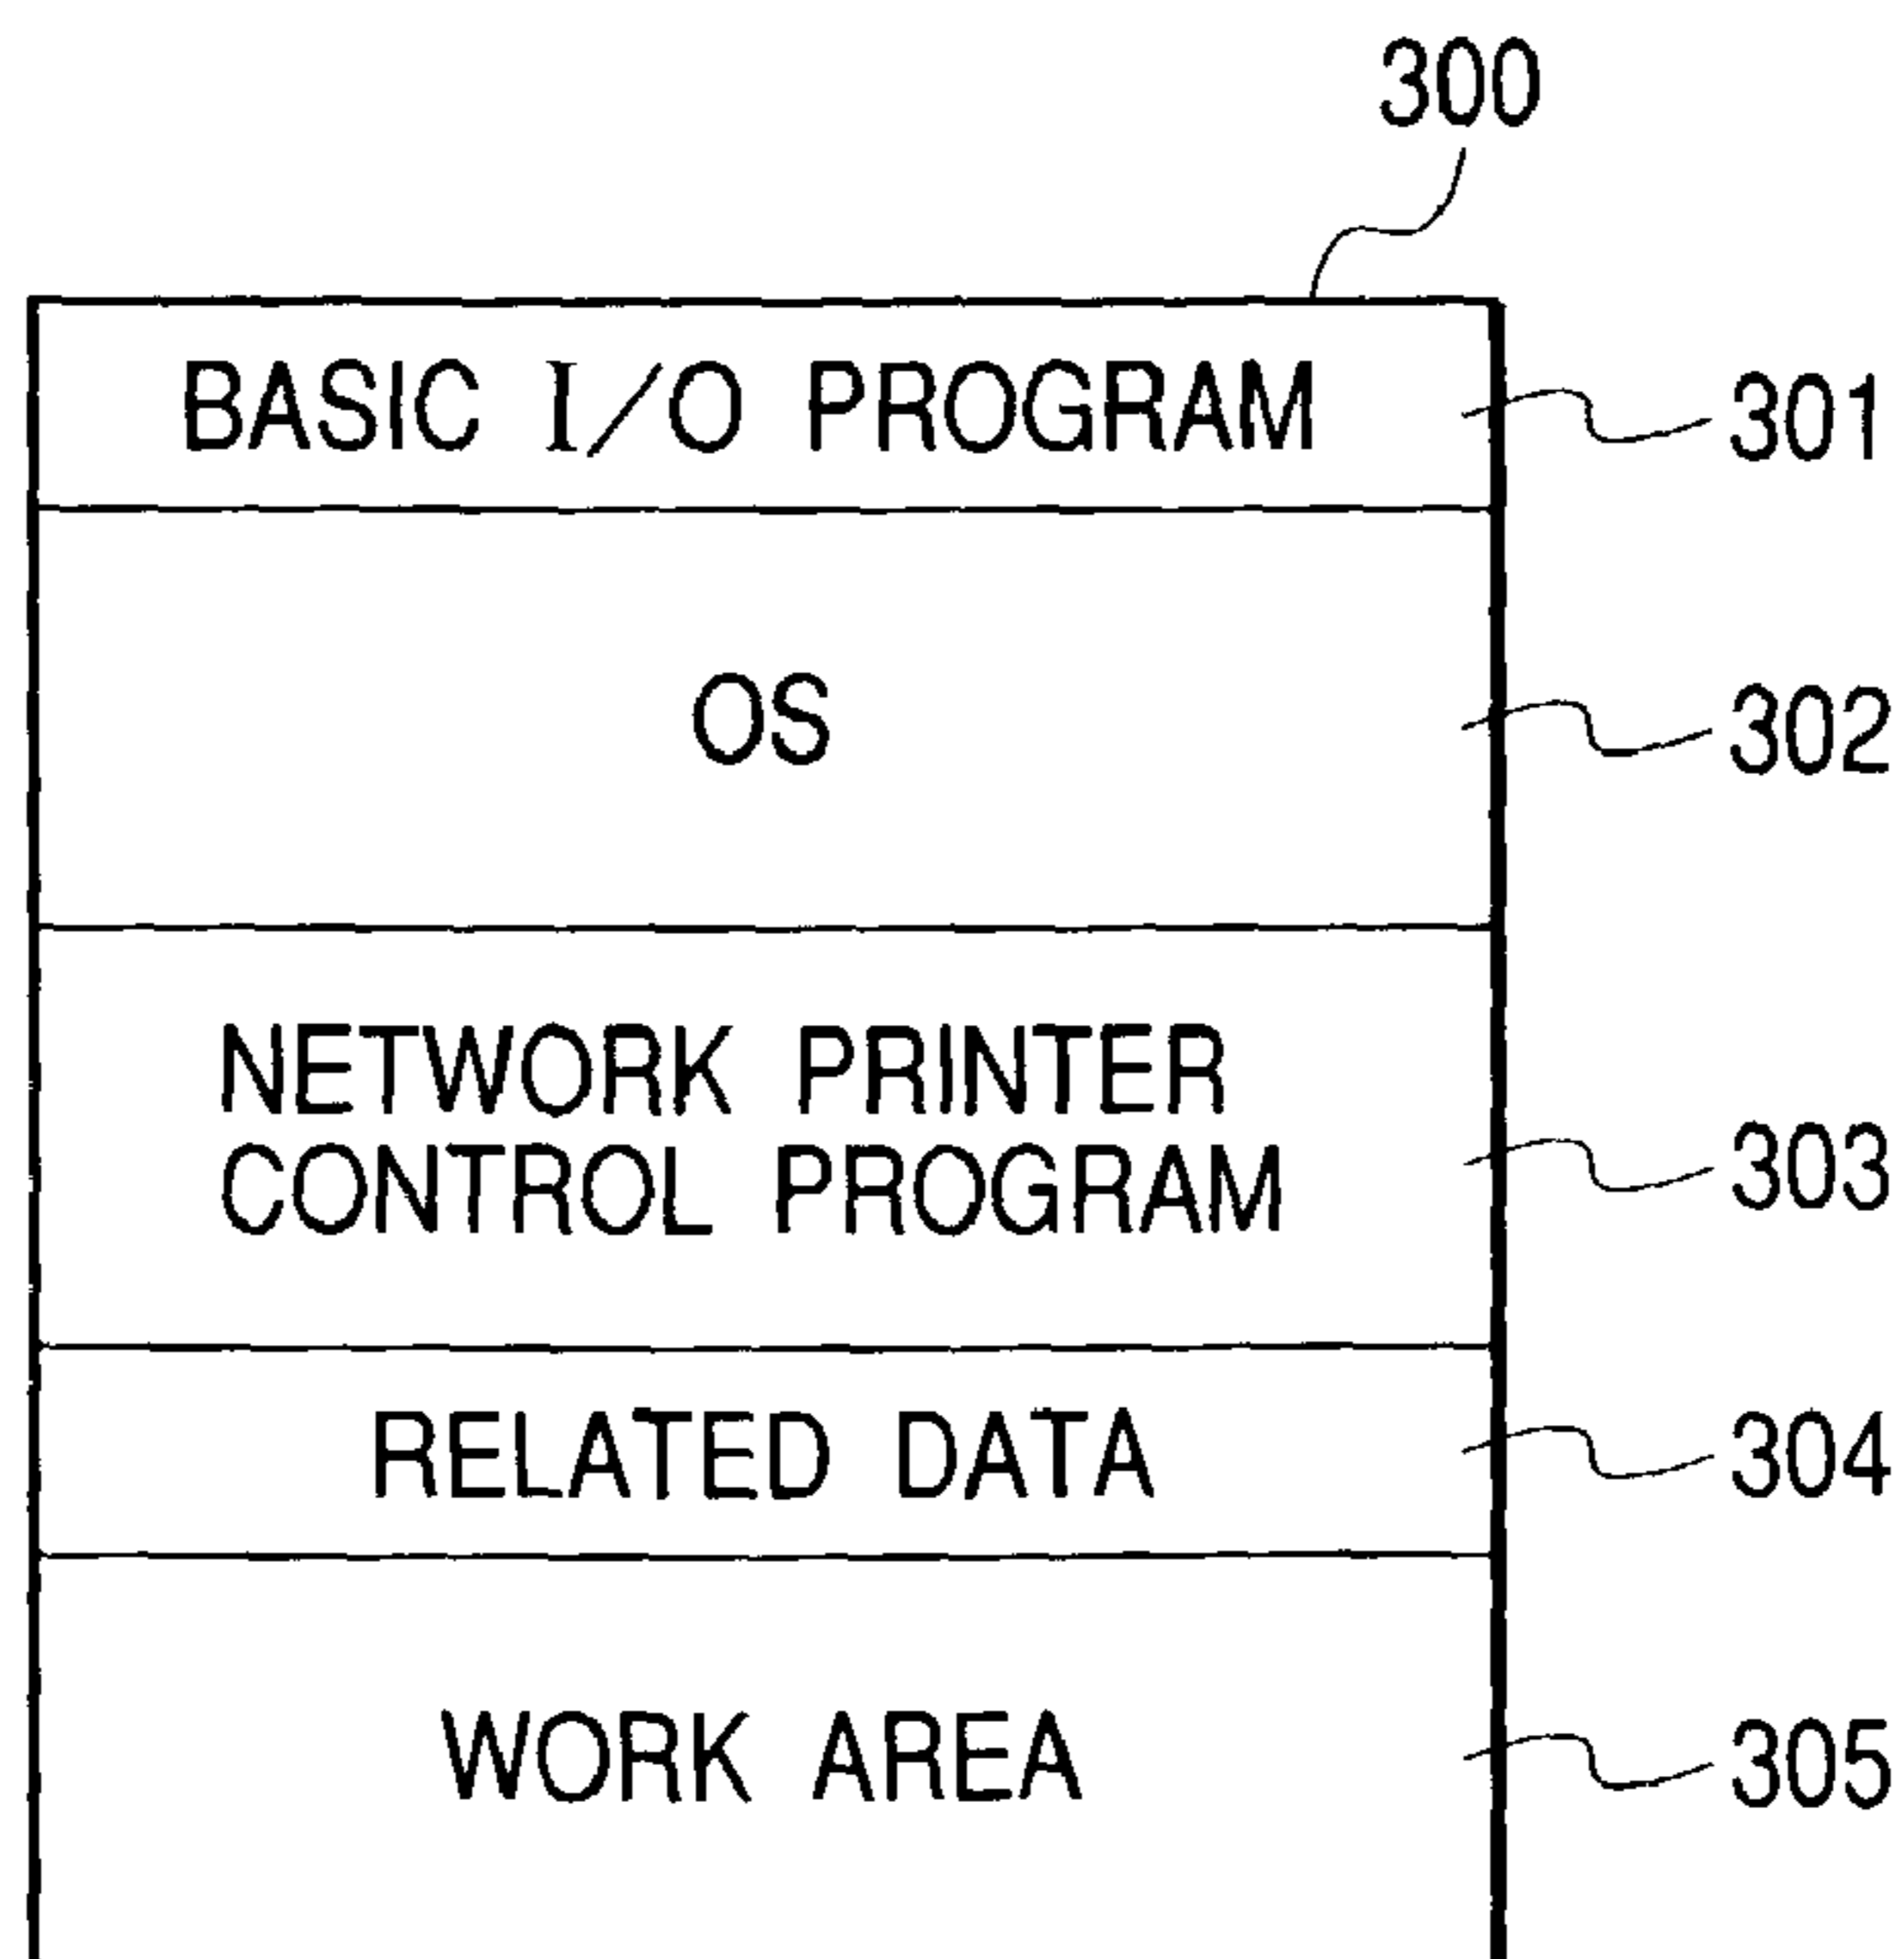 300
BASIC I/O PROGRAM
301
OS
302
NETWORK PRINTER
CONTROL PROGRAM
303
RELATED DATA
304
WORK AREA
305